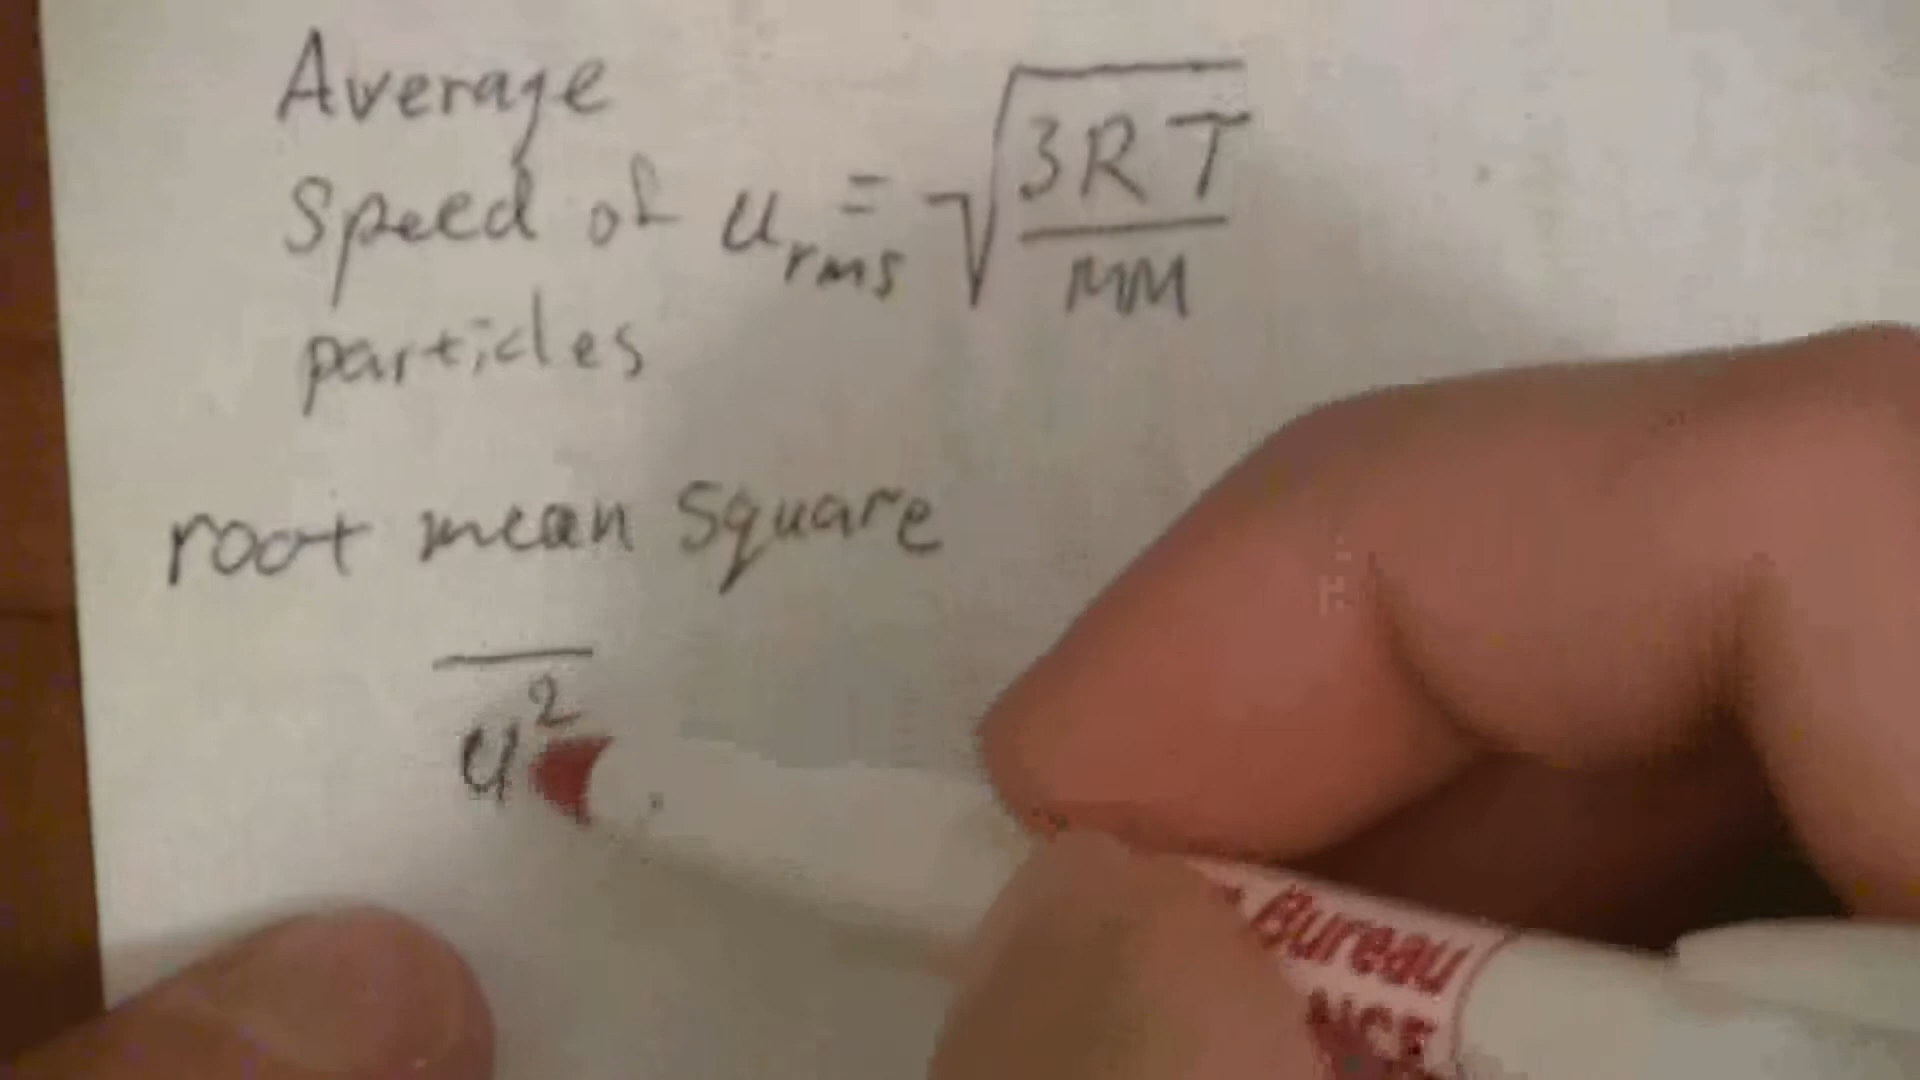 Average
Speed of u_rms = √(3RT/MM)
particles
root mean square
u²
Bureau